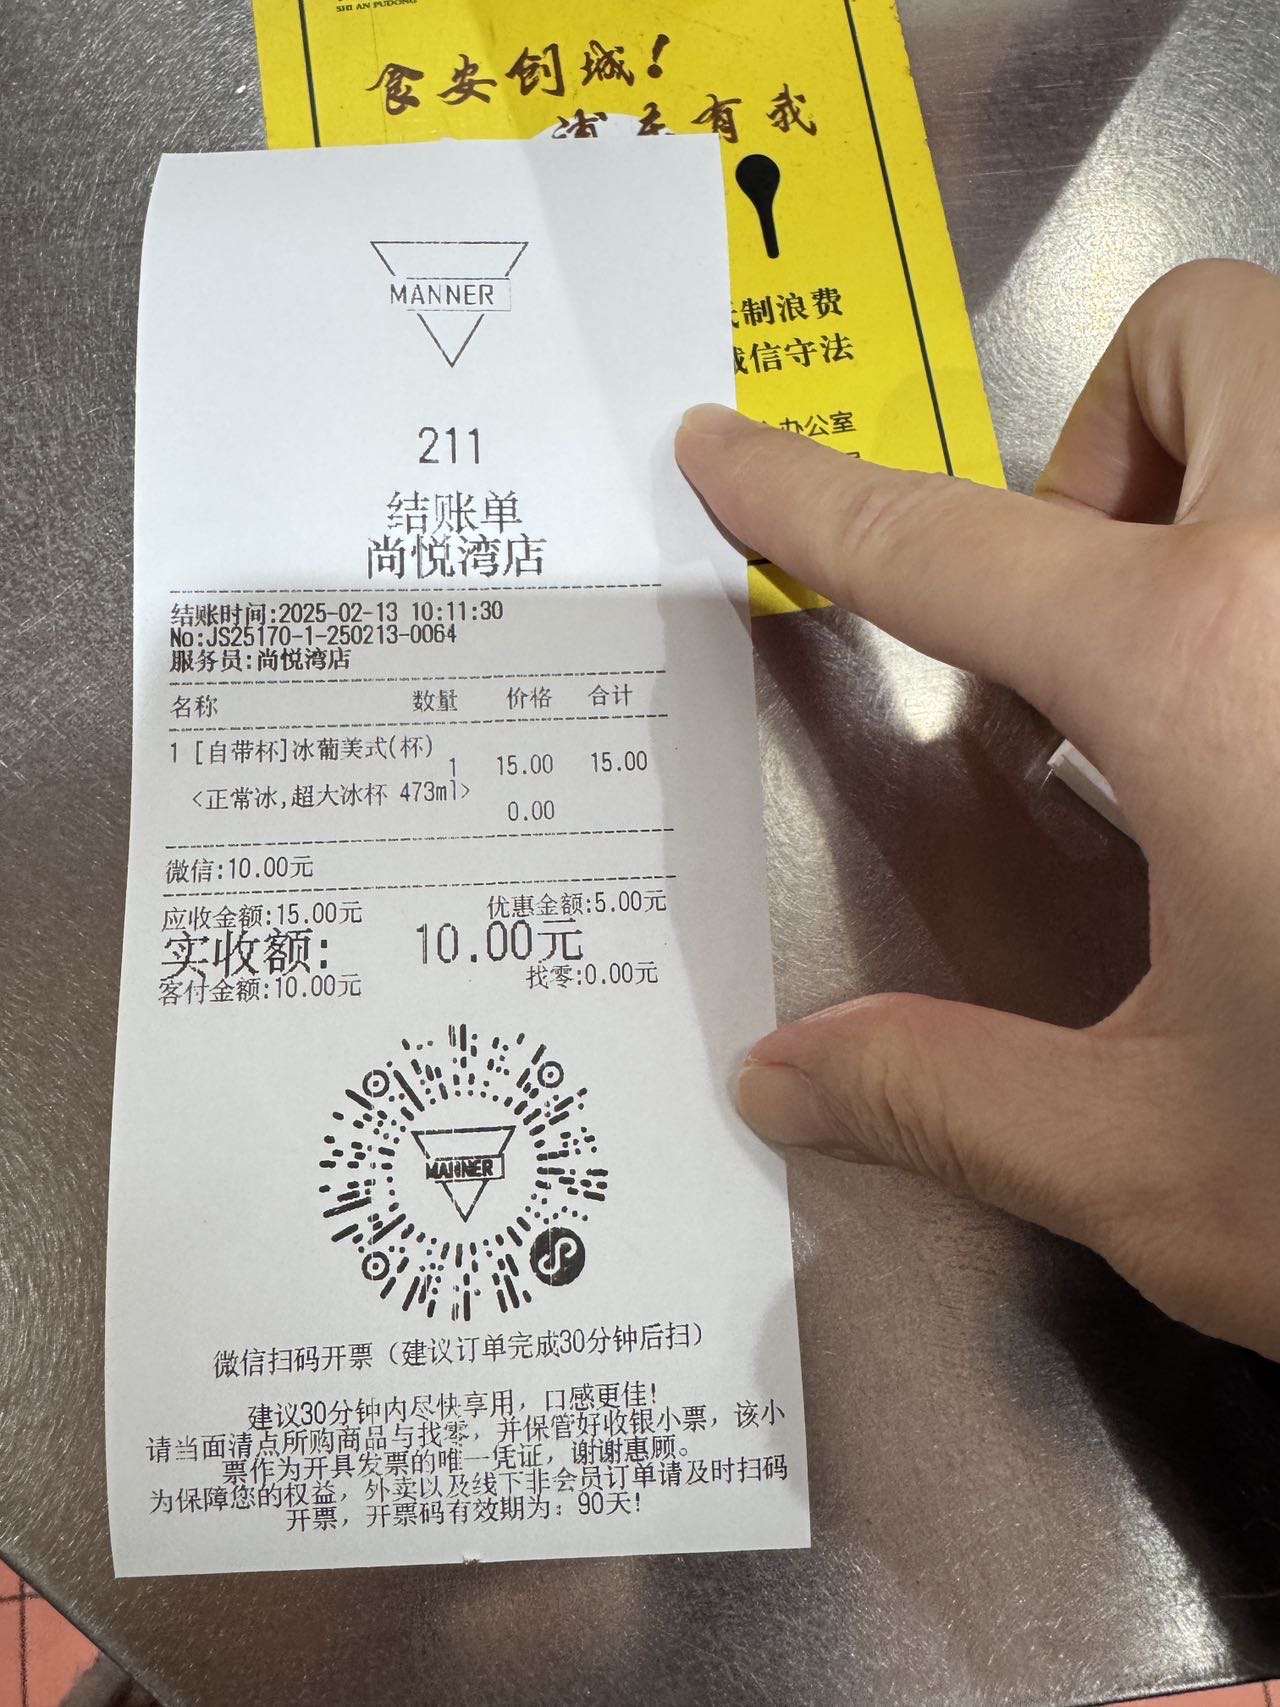 SHI AN PUDONG
食安创城！
浦东有我
制浪费
信守法
办公室
MANNER
211
结账单
尚悦湾店
结账时间:2025-02-13 10:11:30
No:JS25170-1-250213-0064
服务员:尚悦湾店
名称 数量 价格 合计
1 [自带杯]冰葡美式(杯)
1 15.00 15.00
<正常冰,超大冰杯 473ml>
0.00
微信:10.00元
应收金额:15.00元 优惠金额:5.00元
实收额: 10.00元
客付金额:10.00元 找零:0.00元
MANNER
微信扫码开票（建议订单完成30分钟后扫）
建议30分钟内尽快享用，口感更佳！
请当面清点所购商品与找零，并保管好收银小票，该小
票作为开具发票的唯一凭证，谢谢惠顾。
为保障您的权益，外卖以及线下非会员订单请及时扫码
开票，开票码有效期为：90天！